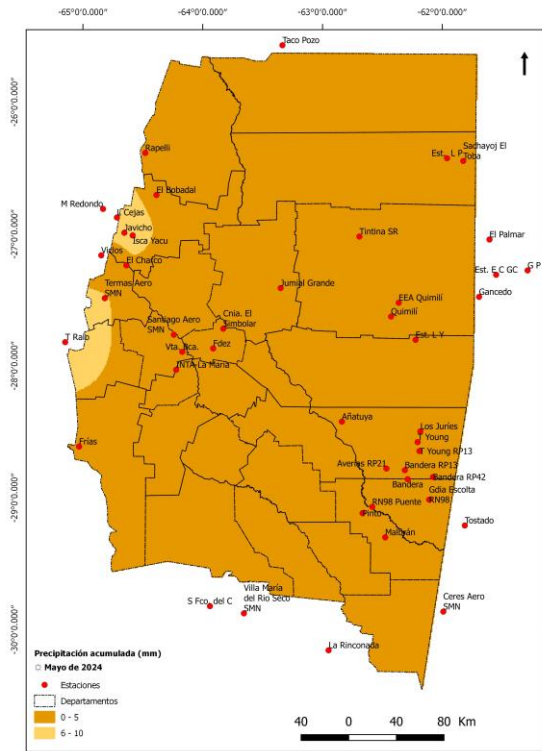 -65°0'0.000" -64°0'0.000" -63°0'0.000" -62°0'0.000"
Taco Pozo
-26°0'0.000"
Rapelli
Est. L P
Sachayoj El
Toba
El Bobadal
M Redondo
L Cejas
Javicho
Isca Yacu
-27°0'0.000"
Tintina SR
El Palmar
Vielos
El Charco
Est. E C GC
G P
Termas Aero
SMN
Jumial Grande
EEA Quimilí
Gancedo
Quimilí
Santiago Aero
SMN
Cnia. El
Simbolar
Est. L Y
T Ralo
Vta. Bca.
Fdez
INTA-La María
-28°0'0.000"
Añatuya
Los Juríes
T Young
T Young RP13
Frías
Averías RP21
Bandera RP13
Bandera
Bandera RP42
Gdia Escolta
RN98
-29°0'0.000"
RN98 Puente
Pinto
Tostado
Malbrán
S Fco. del C
Villa María
del Río Seco
SMN
Ceres Aero
SMN
-30°0'0.000"
La Rinconada
Precipitación acumulada (mm)
Mayo de 2024
Estaciones
Departamentos
0 - 5
6 - 10
40 0 40 80 Km